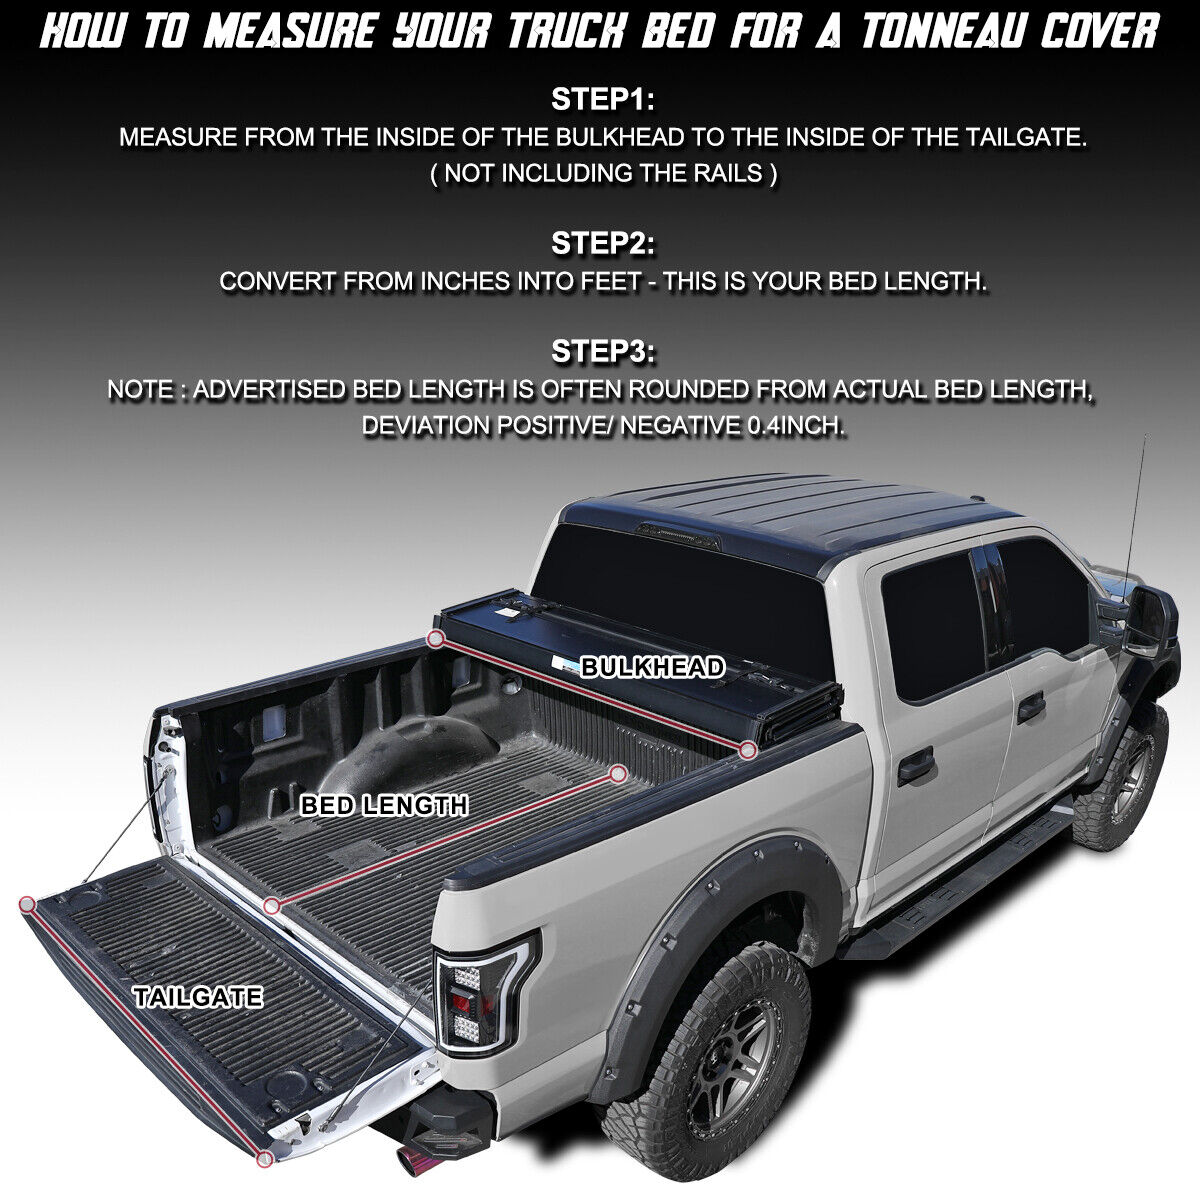 HOW TO MEASURE YOUR TRUCK BED FOR A TONNEAU COVER
STEP1:
MEASURE FROM THE INSIDE OF THE BULKHEAD TO THE INSIDE OF THE TAILGATE.
( NOT INCLUDING THE RAILS )
STEP2:
CONVERT FROM INCHES INTO FEET - THIS IS YOUR BED LENGTH.
STEP3:
NOTE : ADVERTISED BED LENGTH IS OFTEN ROUNDED FROM ACTUAL BED LENGTH,
DEVIATION POSITIVE/ NEGATIVE 0.4INCH.
BULKHEAD
BED LENGTH
TAILGATE